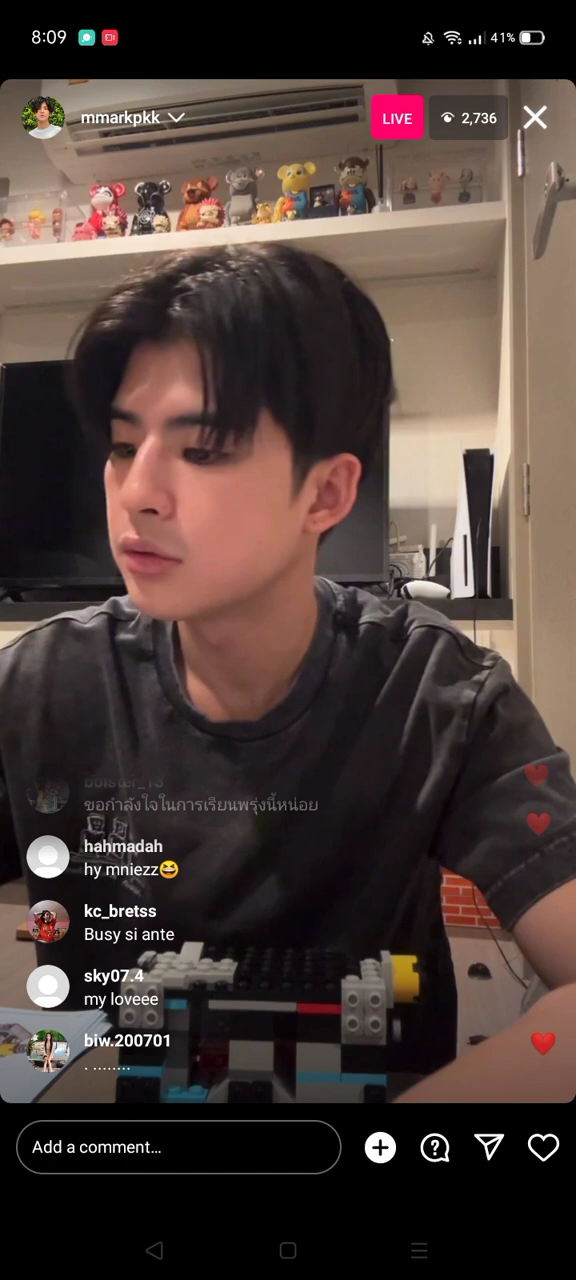 8:09
41%
mmarkpkk
LIVE
2,736
bolster_13
ขอกำลังใจในการเรียนพรุ่งนี้หน่อย
hahmadah
hy mniezz😆
kc_bretss
Busy si ante
sky07.4
my loveee
biw.200701
. ........
Add a comment...